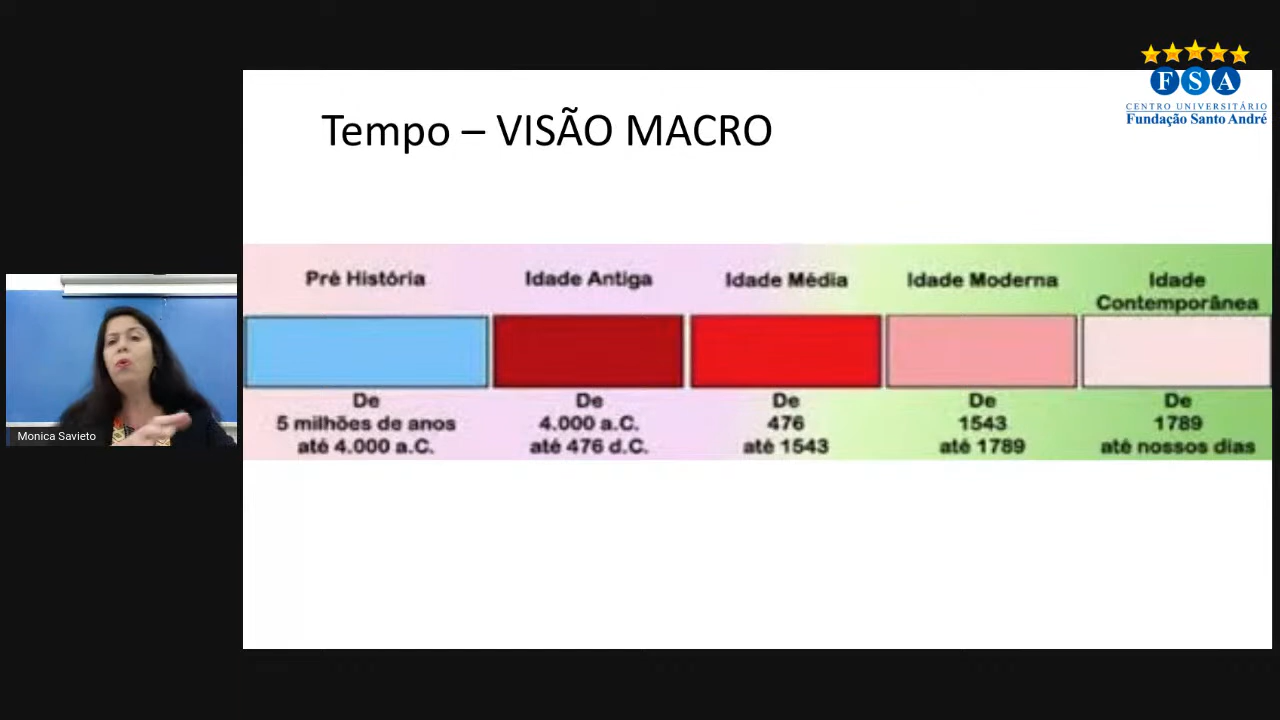 FSA
CENTRO UNIVERSITÁRIO
Fundação Santo André
Tempo – VISÃO MACRO
Pré História
Idade Antiga
Idade Média
Idade Moderna
Idade
Contemporânea
De
5 milhões de anos
até 4.000 a.C.
De
4.000 a.C.
até 476 d.C.
De
476
até 1543
De
1543
até 1789
De
1789
até nossos dias
Monica Savieto